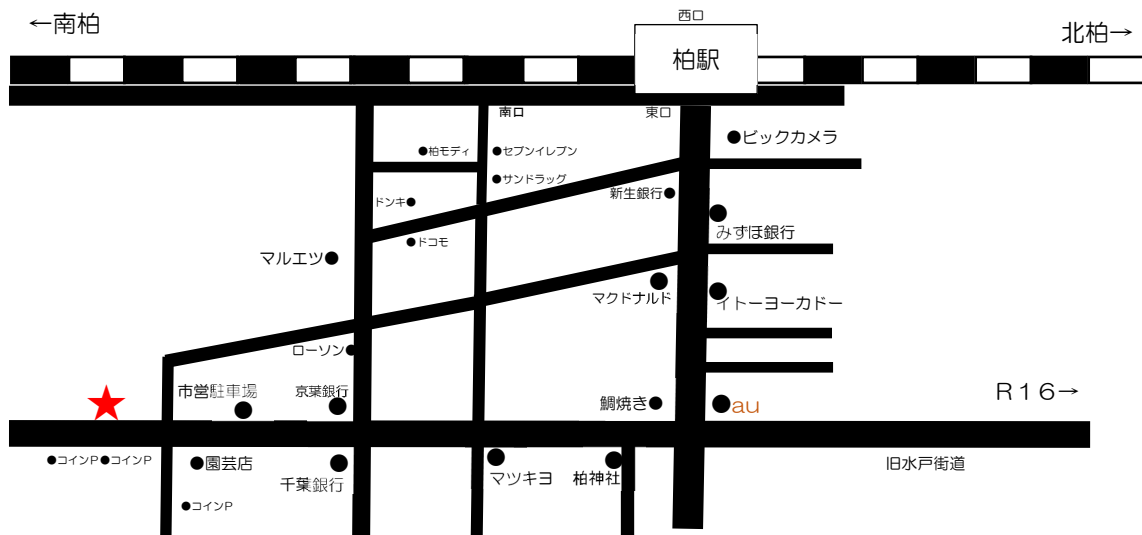 西口
←南柏
北柏→
柏駅
南口
東口
●ビックカメラ
●柏モディ
●セブンイレブン
●サンドラッグ
新生銀行●
ドンキ●
みずほ銀行
●ドコモ
マルエツ●
マクドナルド
イトーヨーカドー
ローソン
市営駐車場
京葉銀行
R16→
鯛焼き●
●au
●コインP●コインP
●園芸店
千葉銀行
マツキヨ
柏神社
旧水戸街道
●コインP